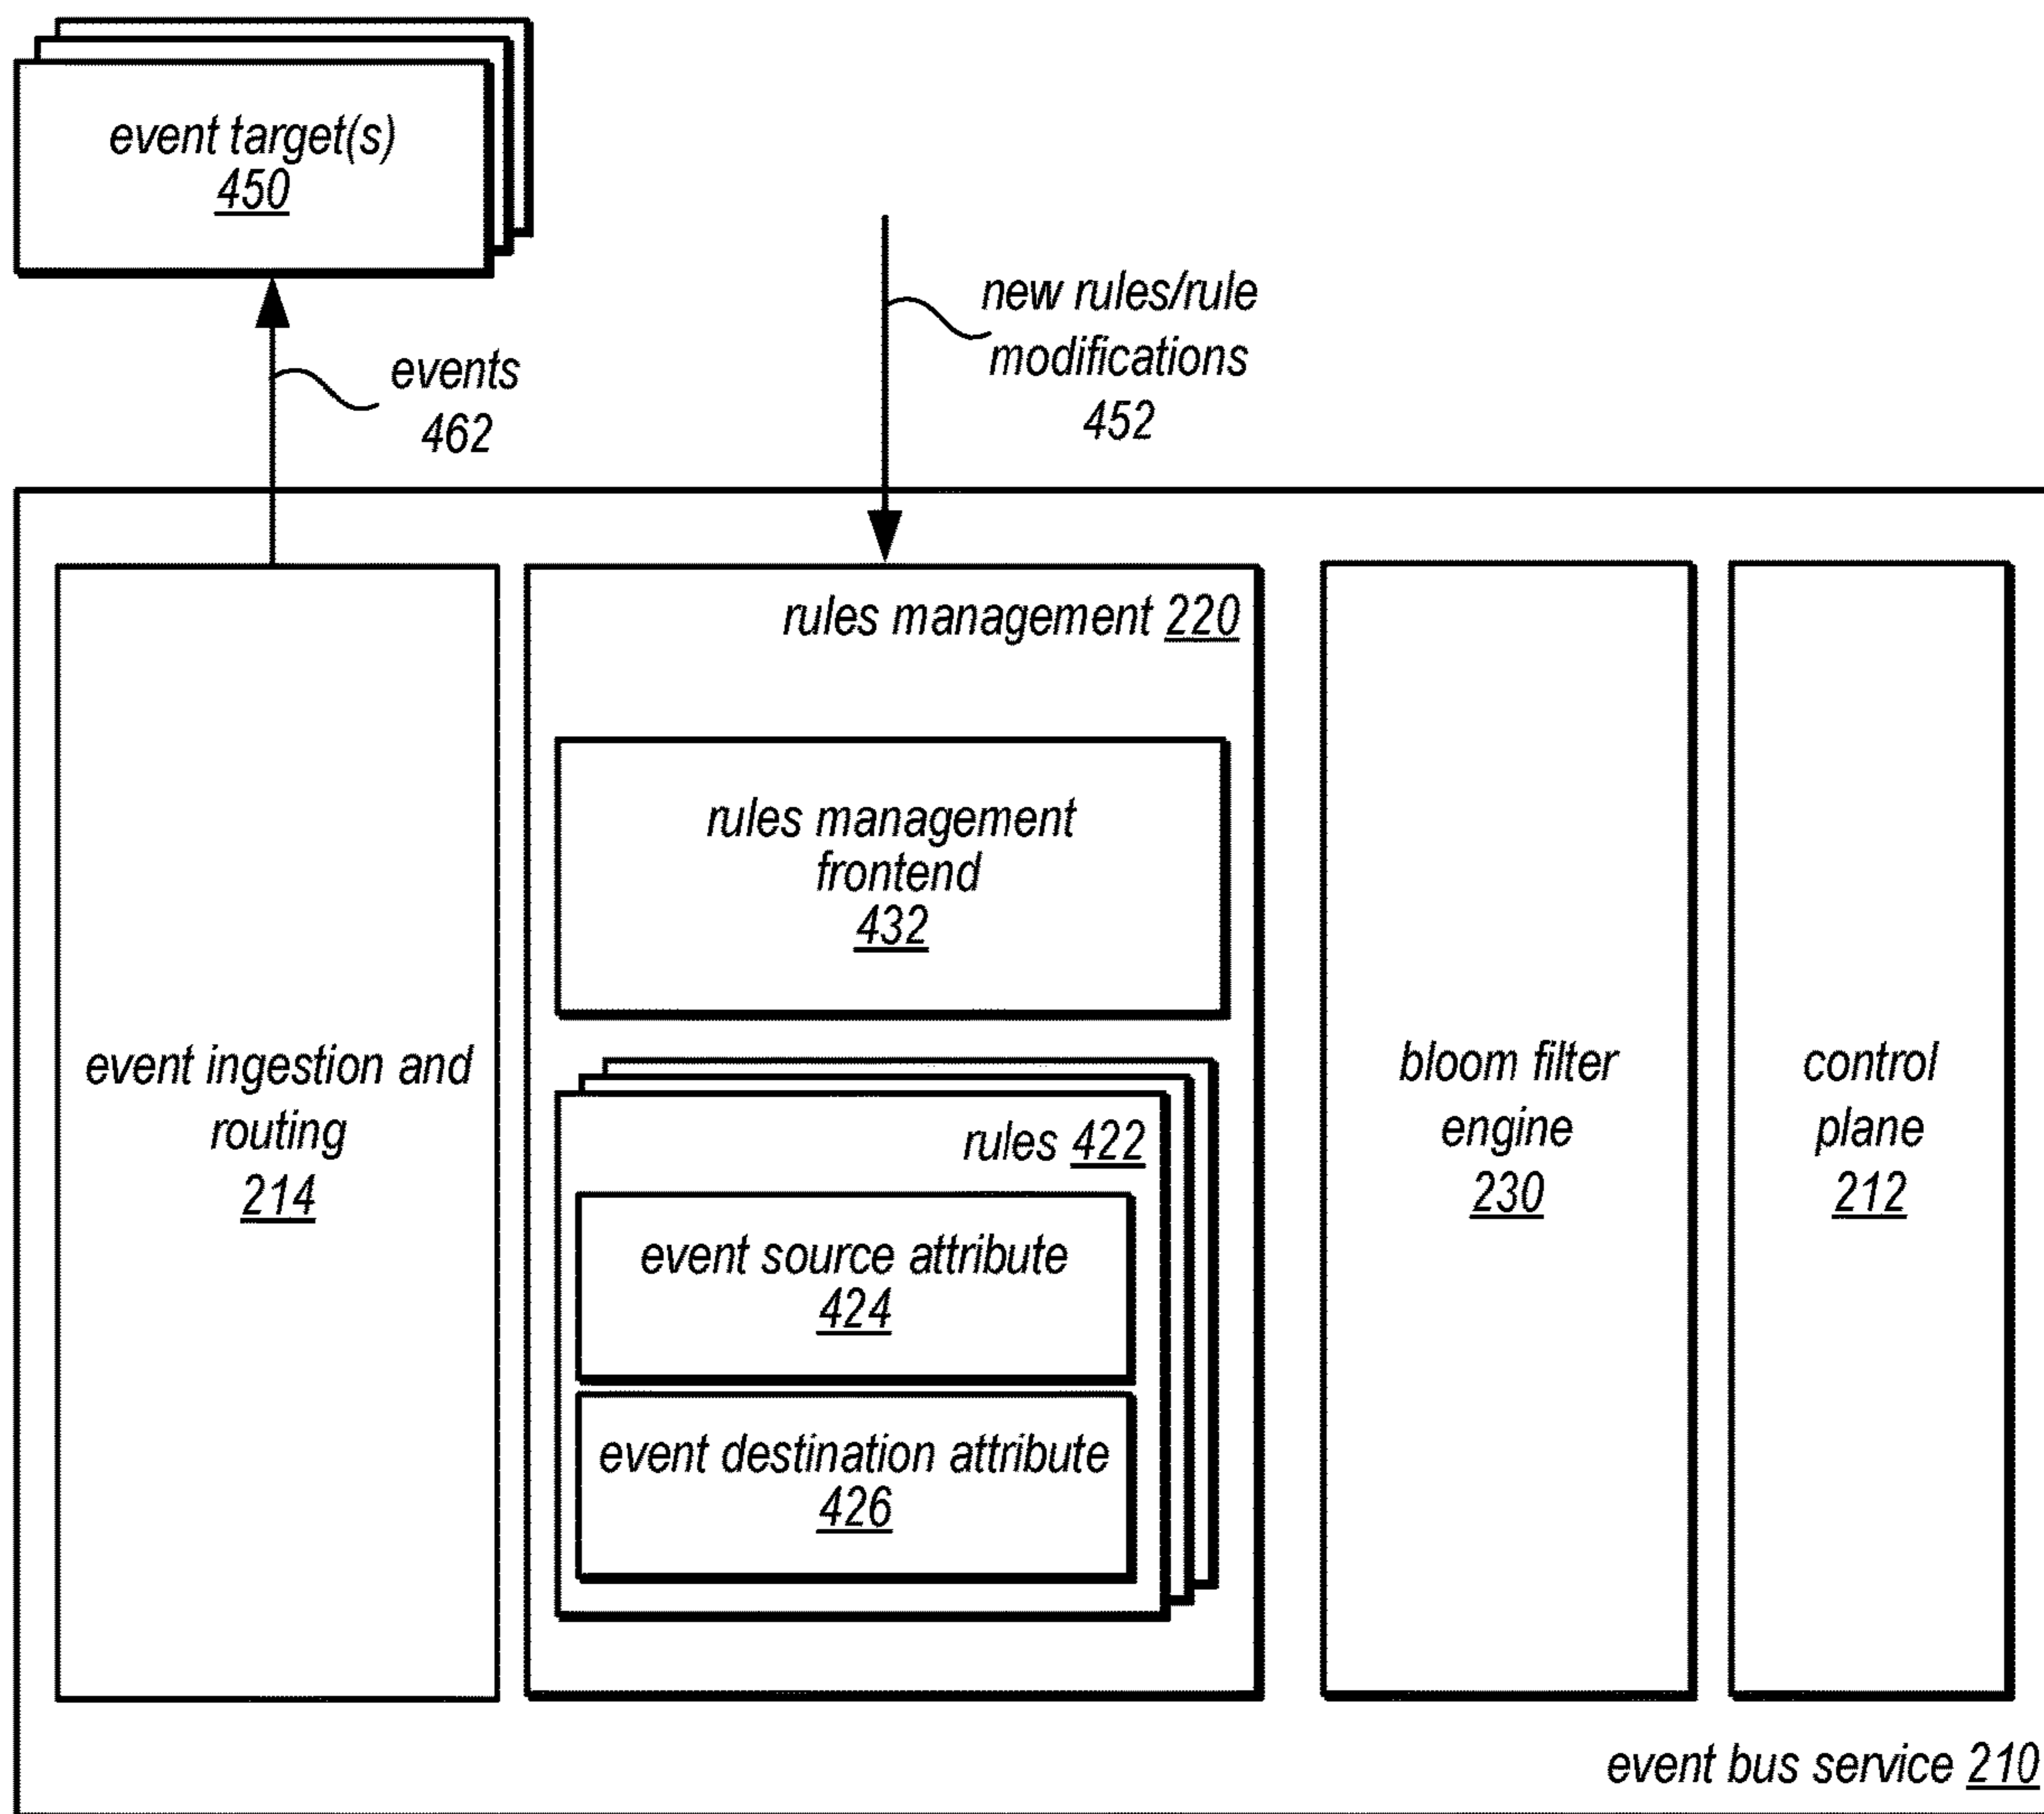 event target(s)
450
new rules/rule
modifications
452
events
462
rules management 220
rules management
frontend
432
event ingestion and
routing
214
rules 422
event source attribute
424
event destination attribute
426
bloom filter
engine
230
control
plane
212
event bus service 210